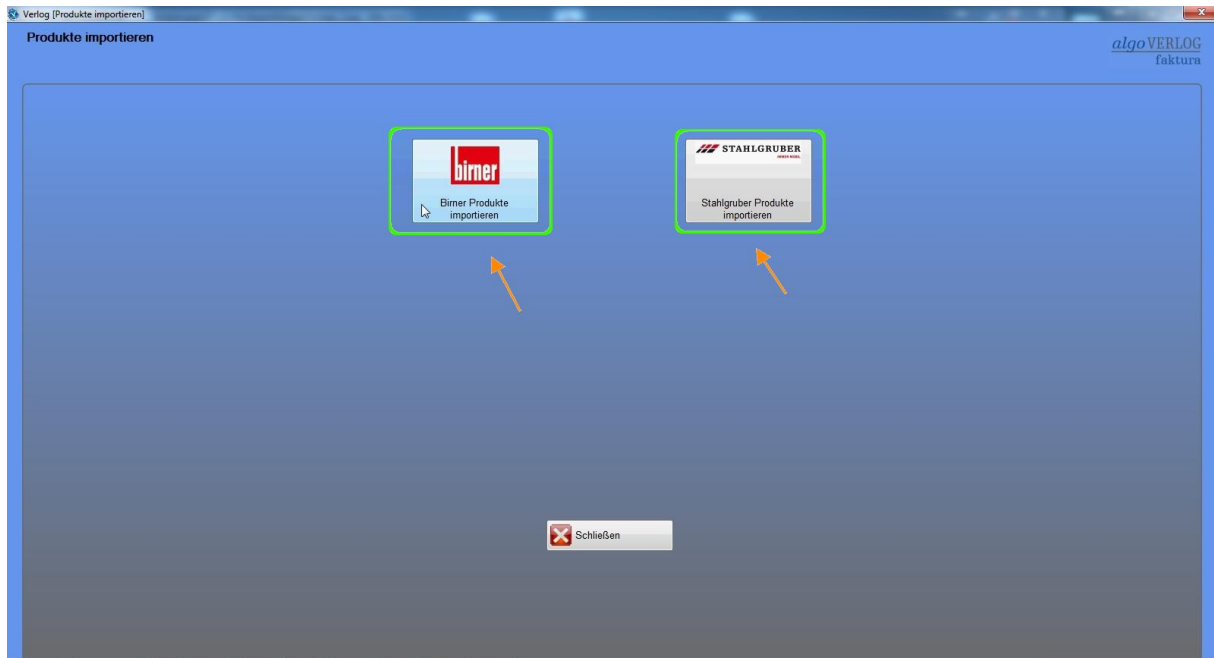 Verlog [Produkte importieren]
Produkte importieren
algoVERLOG
faktura
birner
Birner Produkte
importieren
STAHLGRUBER
Stahlgruber Produkte
importieren
Schließen